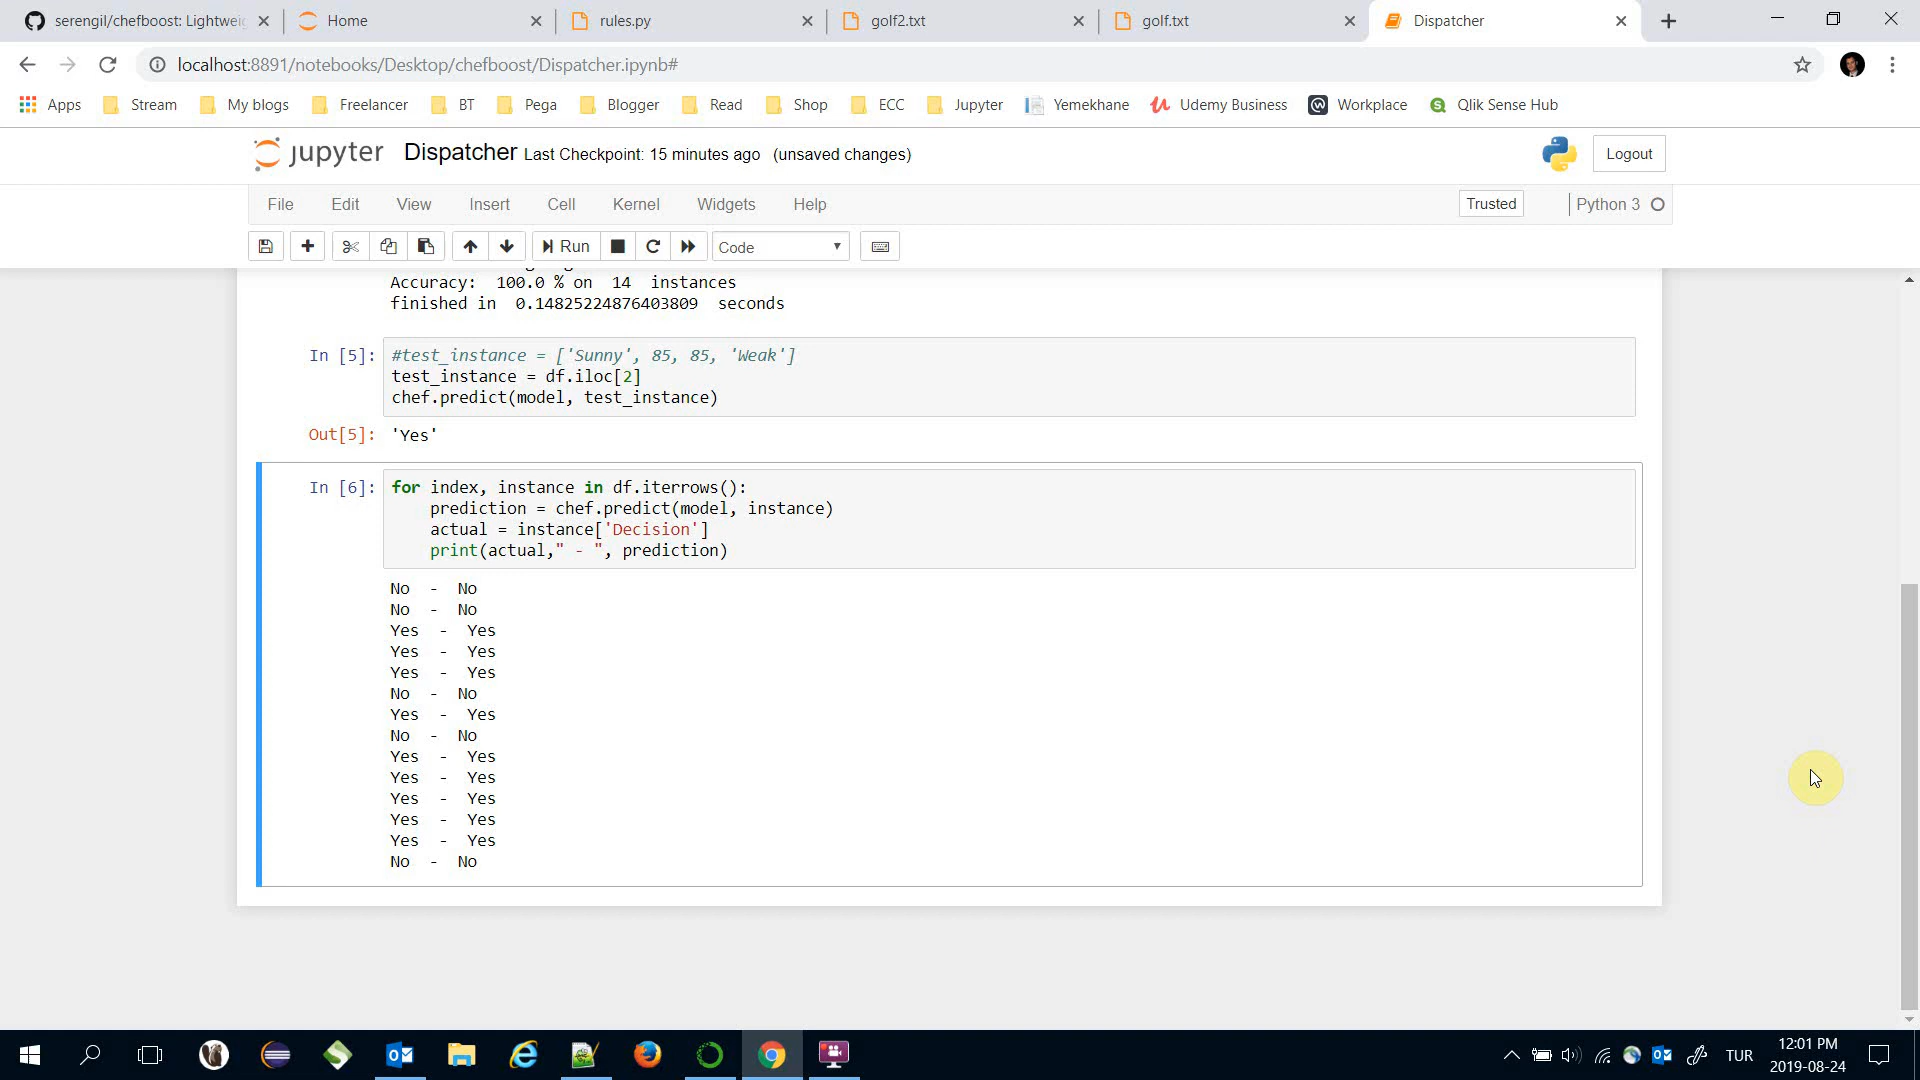 serengil/chefboost: Lightwei
Home
rules.py
golf2.txt
golf.txt
Dispatcher
localhost:8891/notebooks/Desktop/chefboost/Dispatcher.ipynb#
Apps
Stream
My blogs
Freelancer
BT
Pega
Blogger
Read
Shop
ECC
Jupyter
Yemekhane
Udemy Business
Workplace
Qlik Sense Hub
jupyter
Dispatcher Last Checkpoint: 15 minutes ago (unsaved changes)
Logout
File
Edit
View
Insert
Cell
Kernel
Widgets
Help
Trusted
Python 3
Run
Code
Accuracy:  100.0 % on  14  instances
finished in  0.14825224876403809  seconds
In [5]:
#test_instance = ['Sunny', 85, 85, 'Weak']
test_instance = df.iloc[2]
chef.predict(model, test_instance)
Out[5]: 'Yes'
In [6]:
for index, instance in df.iterrows():
    prediction = chef.predict(model, instance)
    actual = instance['Decision']
    print(actual," - ", prediction)
No  -  No
No  -  No
Yes  -  Yes
Yes  -  Yes
Yes  -  Yes
No  -  No
Yes  -  Yes
No  -  No
Yes  -  Yes
Yes  -  Yes
Yes  -  Yes
Yes  -  Yes
Yes  -  Yes
No  -  No
TUR
12:01 PM
2019-08-24